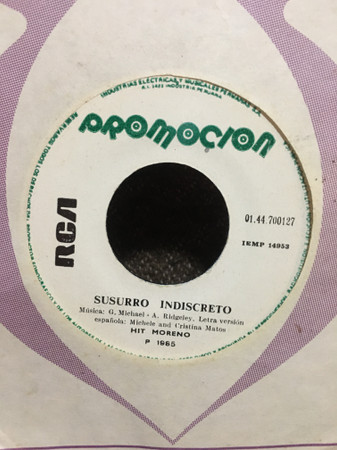 INDUSTRIAS ELECTRICAS Y MUSICALES PERUANAS S.A.
PROMOCION
RCA
01.44.700127
IEMP 14953
SUSURRO INDISCRETO
Música: G. Michael - A. Ridgeley. Letra versión
española: Michele and Cristina Matos
HIT MORENO
P 1985